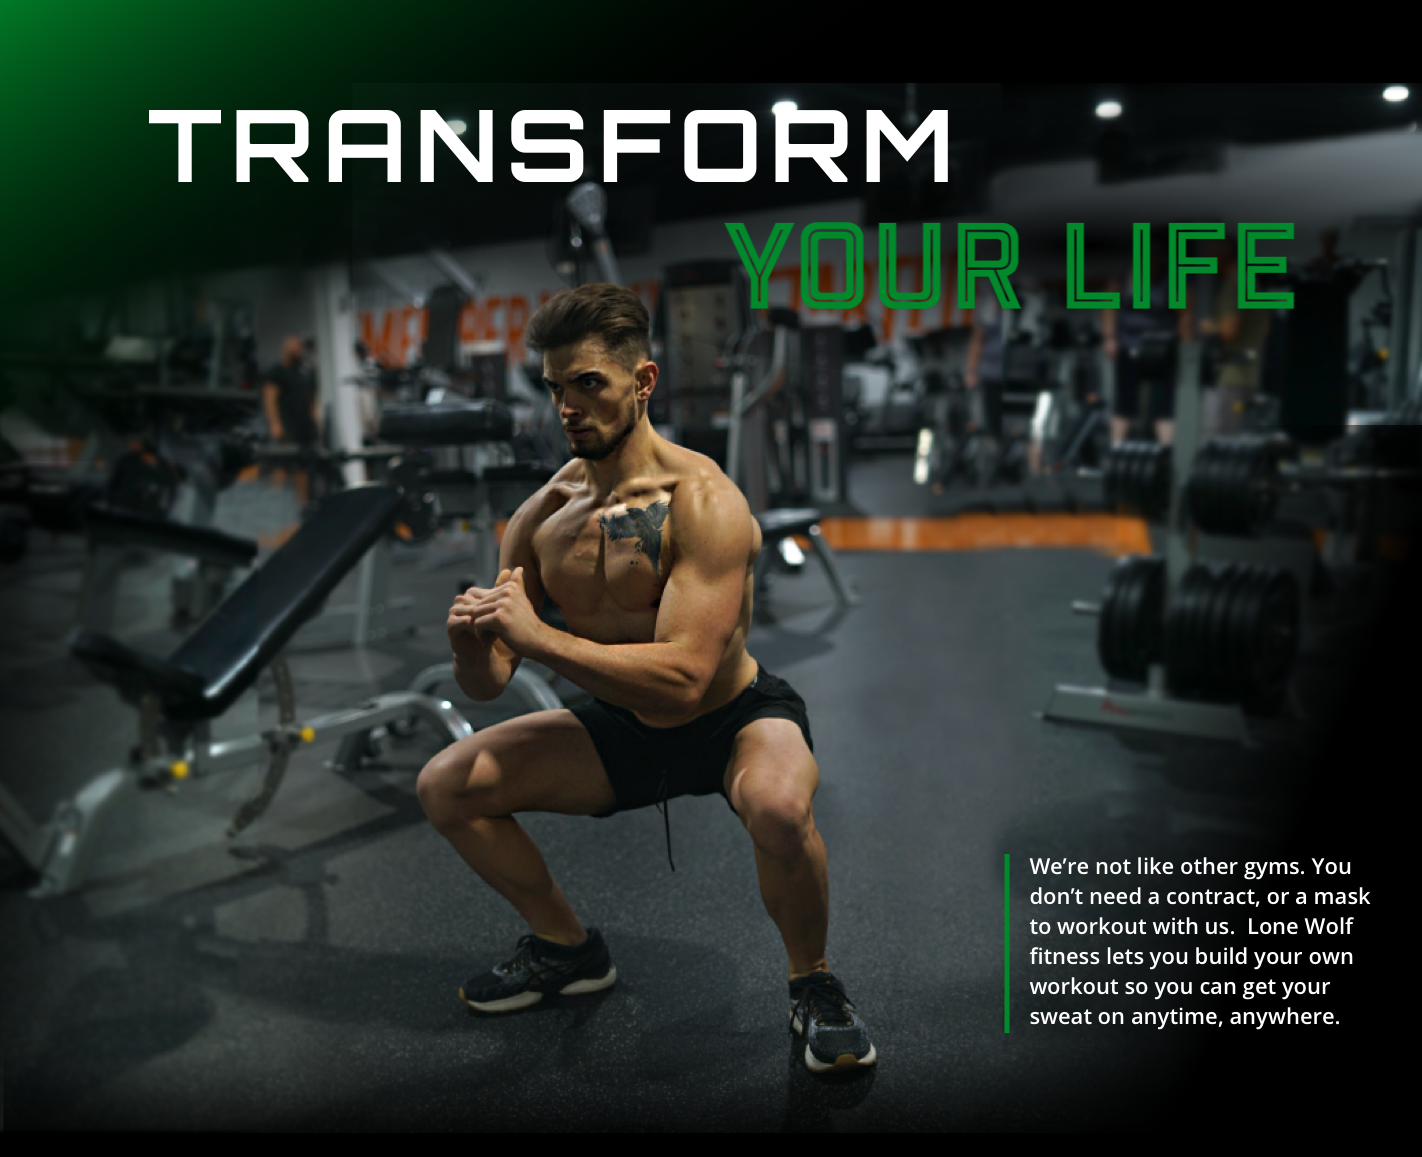 TRANSFORM
YOUR LIFE
We’re not like other gyms. You
don’t need a contract, or a mask
to workout with us.  Lone Wolf
fitness lets you build your own
workout so you can get your
sweat on anytime, anywhere.